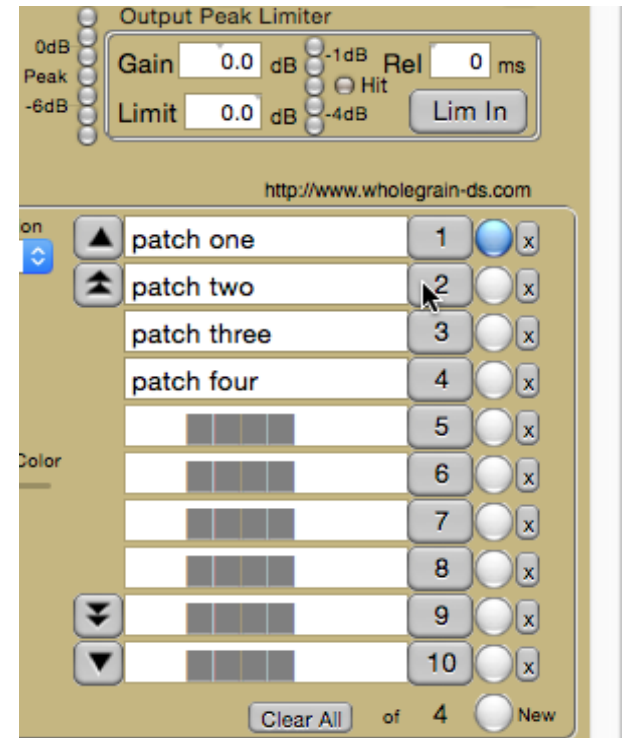 Output Peak Limiter
0dB
Peak
-6dB
Gain 0.0 dB -1dB Rel 0 ms
Hit
Limit 0.0 dB -4dB Lim In
http://www.wholegrain-ds.com
on
patch one 1 x
patch two 2 x
patch three 3 x
patch four 4 x
5 x
6 x
Color
7 x
8 x
9 x
10 x
Clear All of 4 New